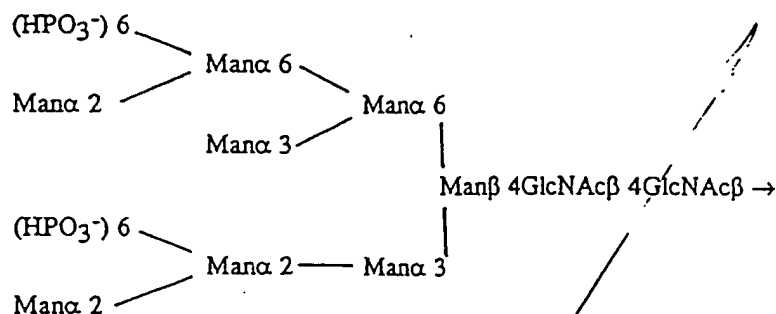 (HPO₃⁻) 6
Manα 6
Manα 2
Manα 6
Manα 3
Manβ 4GlcNAcβ 4GlcNAcβ →
(HPO₃⁻) 6
Manα 2
Manα 3
Manα 2